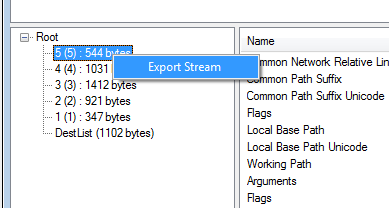 Root
5 (5) : 544 bytes
Export Stream
4 (4) : 1031
3 (3) : 1412 bytes
2 (2) : 921 bytes
1 (1) : 347 bytes
DestList (1102 bytes)
Name
Common Network Relative Lin
Common Path Suffix
Common Path Suffix Unicode
Flags
Local Base Path
Local Base Path Unicode
Working Path
Arguments
Flags